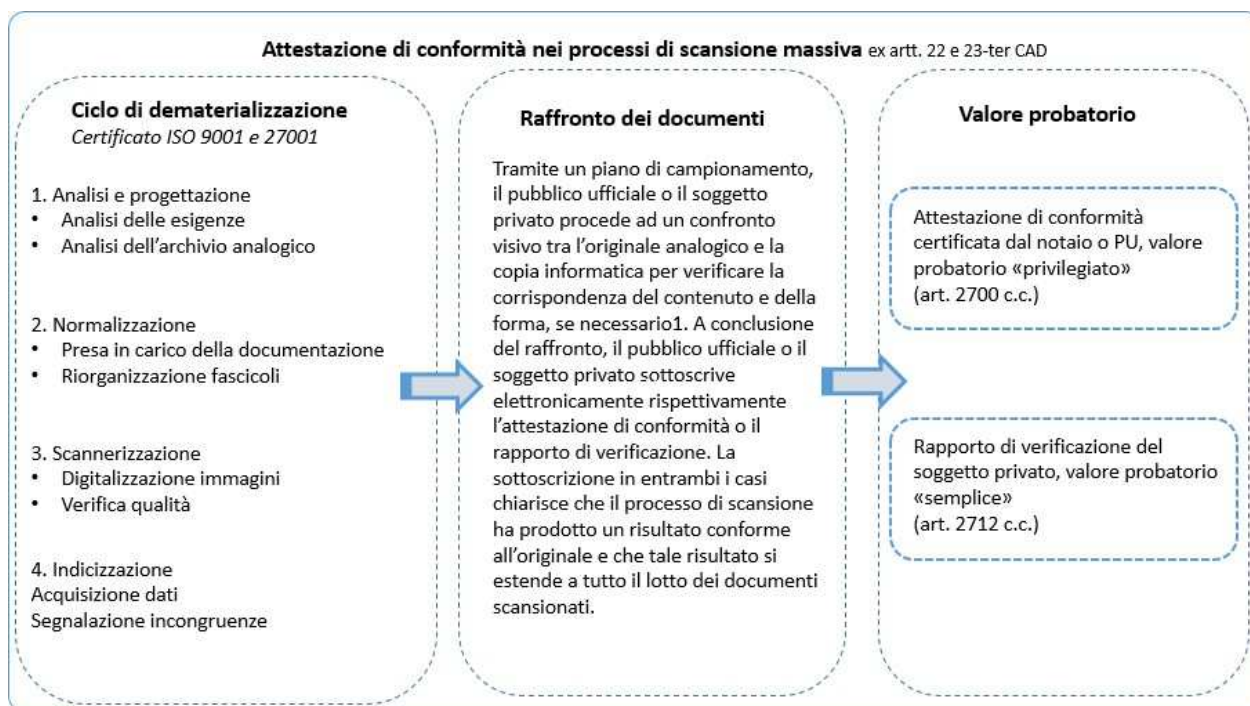 Attestazione di conformità nei processi di scansione massiva ex artt. 22 e 23-ter CAD
Ciclo di dematerializzazione
Certificato ISO 9001 e 27001
1. Analisi e progettazione
• Analisi delle esigenze
• Analisi dell’archivio analogico
2. Normalizzazione
• Presa in carico della documentazione
• Riorganizzazione fascicoli
3. Scannerizzazione
• Digitalizzazione immagini
• Verifica qualità
4. Indicizzazione
Acquisizione dati
Segnalazione incongruenze
Raffronto dei documenti
Tramite un piano di campionamento,
il pubblico ufficiale o il soggetto
privato procede ad un confronto
visivo tra l’originale analogico e la
copia informatica per verificare la
corrispondenza del contenuto e della
forma, se necessario1. A conclusione
del raffronto, il pubblico ufficiale o il
soggetto privato sottoscrive
elettronicamente rispettivamente
l’attestazione di conformità o il
rapporto di verificazione. La
sottoscrizione in entrambi i casi
chiarisce che il processo di scansione
ha prodotto un risultato conforme
all’originale e che tale risultato si
estende a tutto il lotto dei documenti
scansionati.
Valore probatorio
Attestazione di conformità
certificata dal notaio o PU, valore
probatorio «privilegiato»
(art. 2700 c.c.)
Rapporto di verificazione del
soggetto privato, valore probatorio
«semplice»
(art. 2712 c.c.)